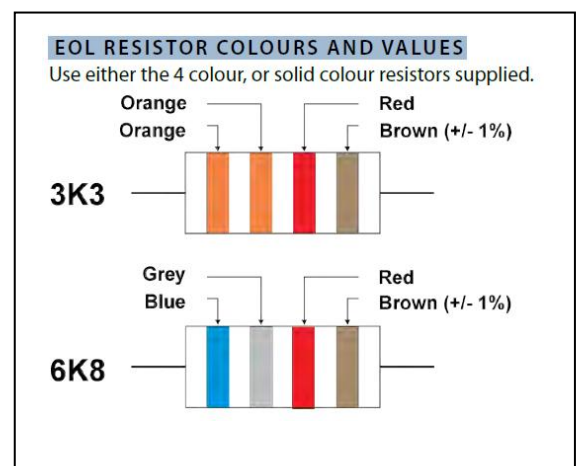 EOL RESISTOR COLOURS AND VALUES
Use either the 4 colour, or solid colour resistors supplied.
Orange
Red
Orange
Brown (+/- 1%)
3K3
Grey
Red
Blue
Brown (+/- 1%)
6K8